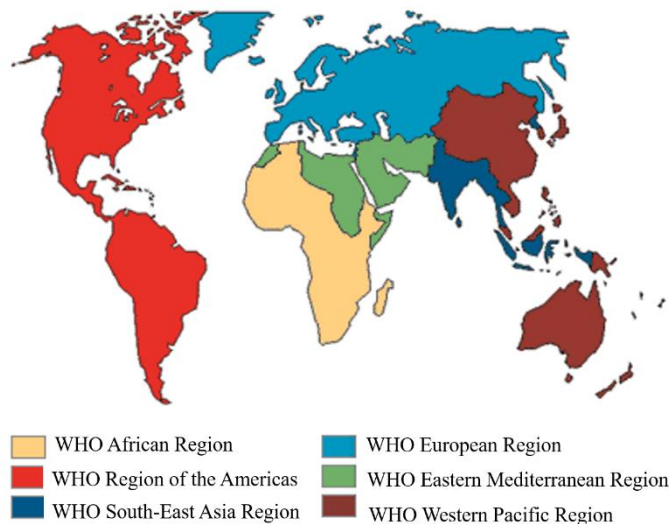 WHO African Region
WHO Region of the Americas
WHO South-East Asia Region
WHO European Region
WHO Eastern Mediterranean Region
WHO Western Pacific Region